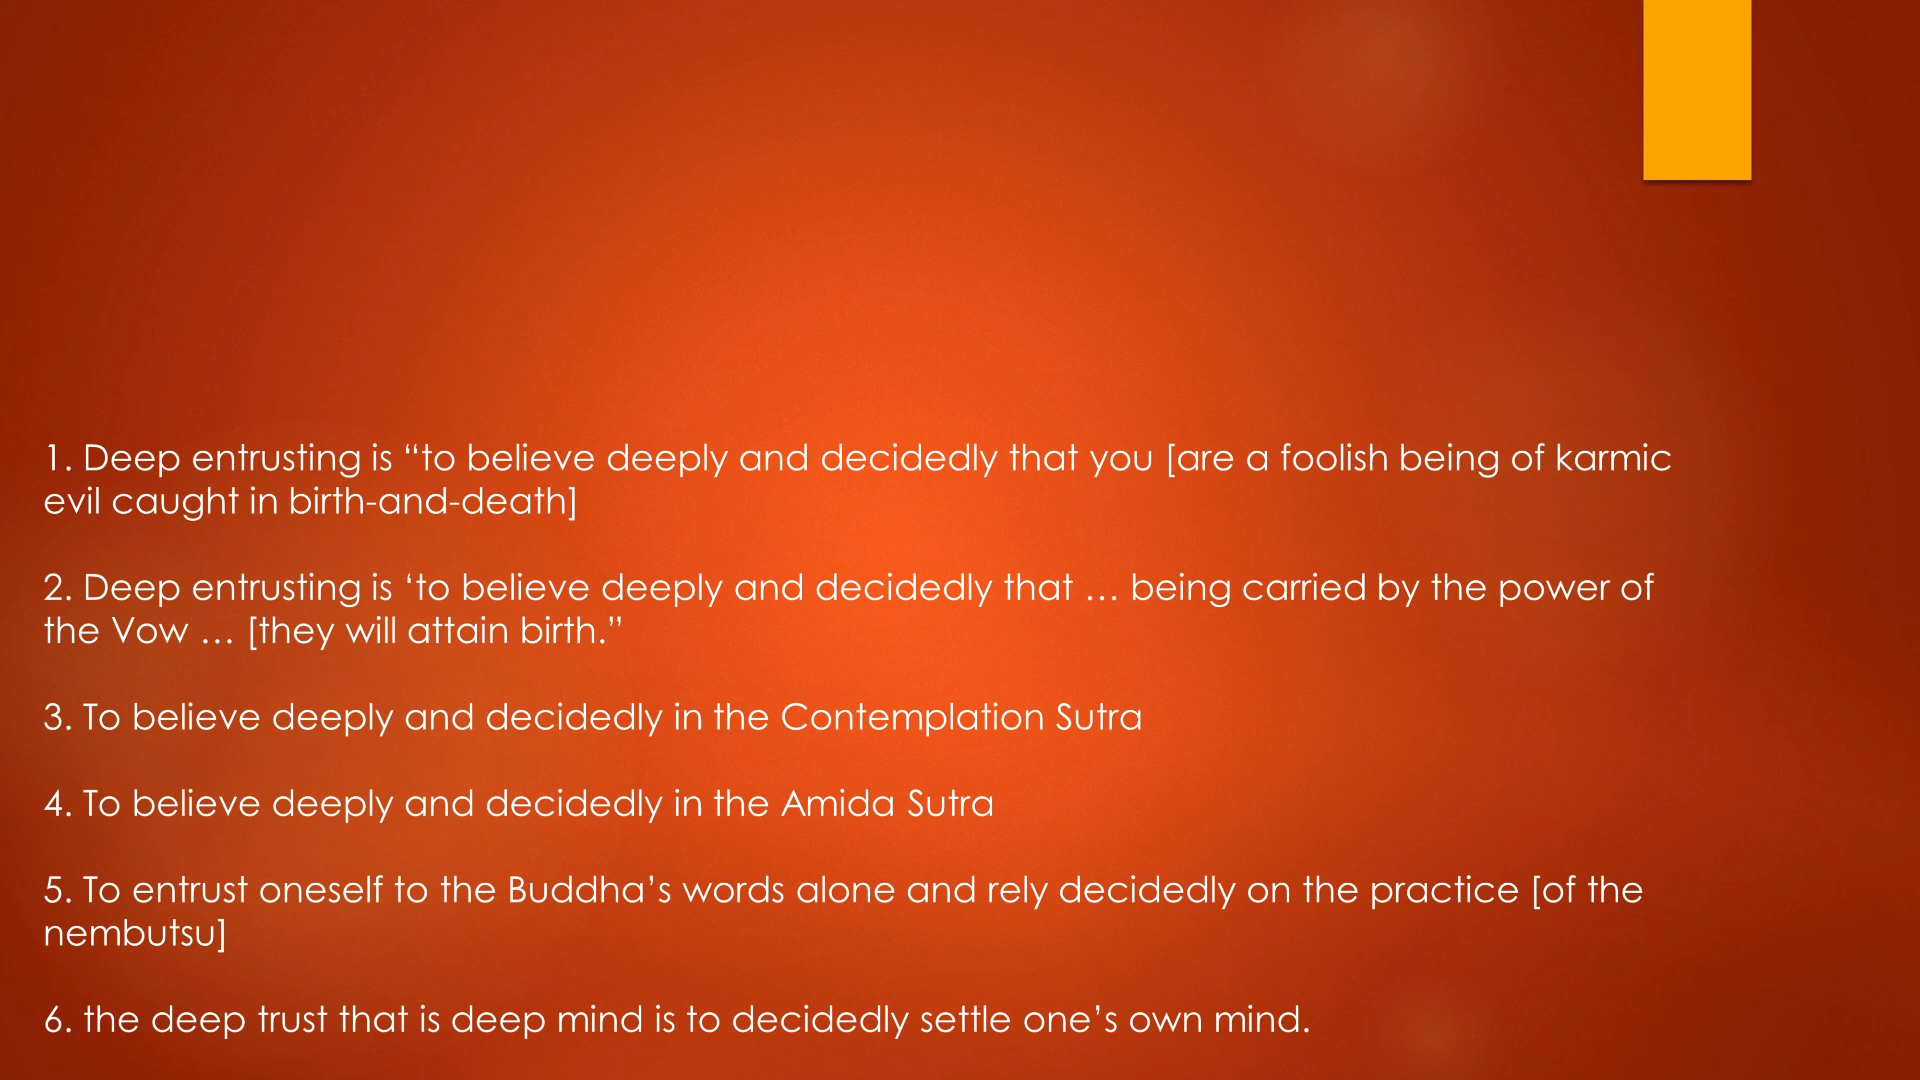 1. Deep entrusting is “to believe deeply and decidedly that you [are a foolish being of karmic
evil caught in birth-and-death]
2. Deep entrusting is ‘to believe deeply and decidedly that … being carried by the power of
the Vow … [they will attain birth.”
3. To believe deeply and decidedly in the Contemplation Sutra
4. To believe deeply and decidedly in the Amida Sutra
5. To entrust oneself to the Buddha’s words alone and rely decidedly on the practice [of the
nembutsu]
6. the deep trust that is deep mind is to decidedly settle one’s own mind.